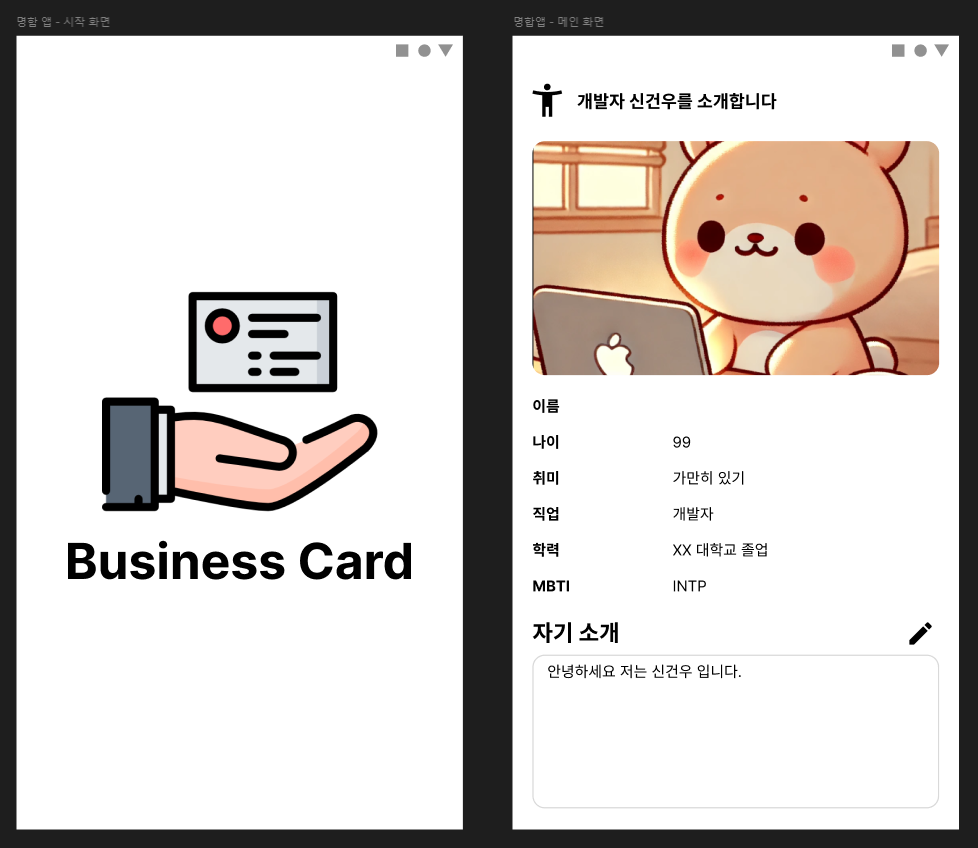 명함 앱 - 시작 화면
Business Card
명합앱 - 메인 화면
개발자 신건우를 소개합니다
이름
나이 99
취미 가만히 있기
직업 개발자
학력 XX 대학교 졸업
MBTI INTP
자기 소개
안녕하세요 저는 신건우 입니다.